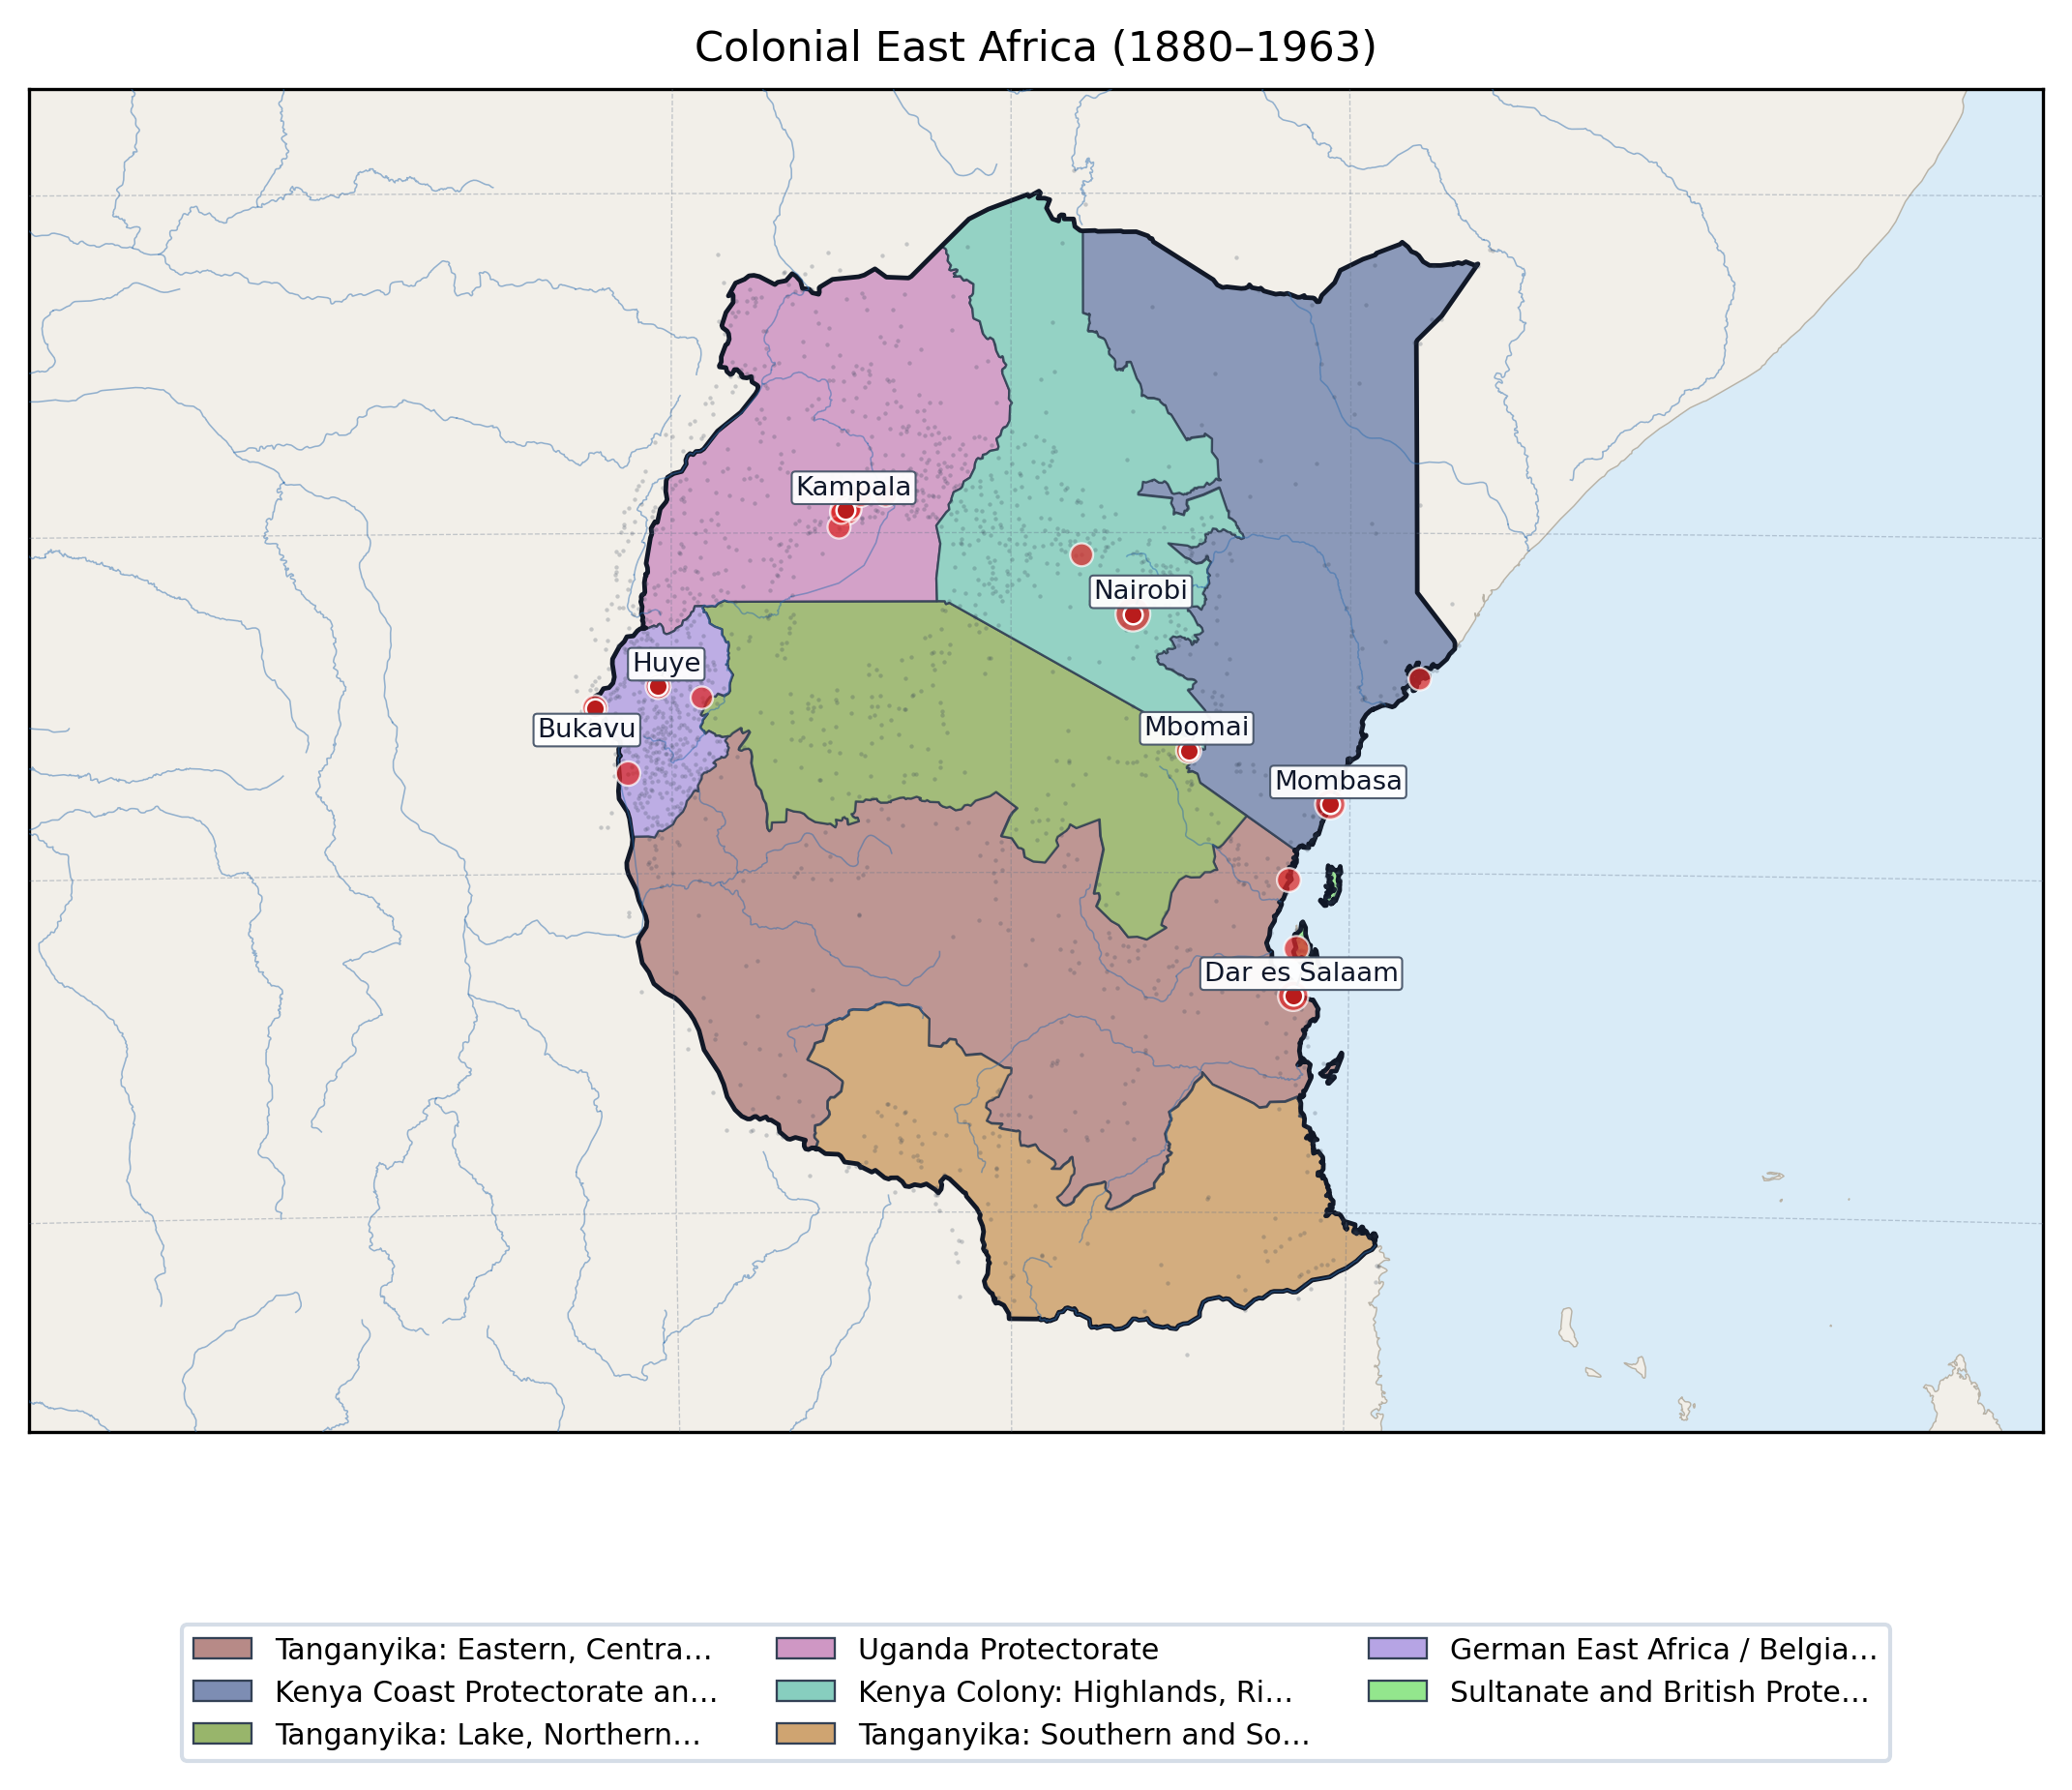 Colonial East Africa (1880–1963)
Kampala
Nairobi
Huye
Bukavu
Mbomai
Mombasa
Dar es Salaam
Tanganyika: Eastern, Centra...
Kenya Coast Protectorate an...
Tanganyika: Lake, Northern...
Uganda Protectorate
Kenya Colony: Highlands, Ri...
Tanganyika: Southern and So...
German East Africa / Belgia...
Sultanate and British Prote...